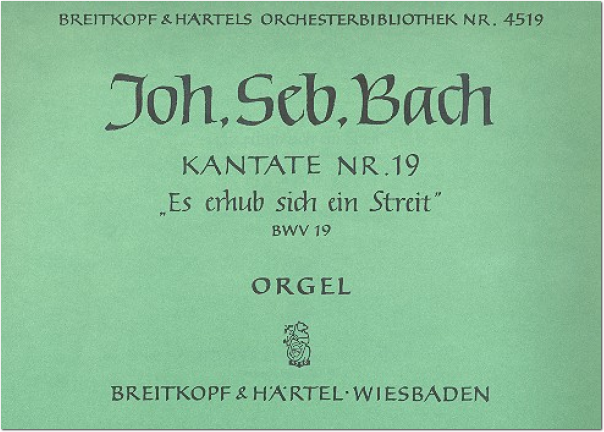 BREITKOPF & HÄRTELS ORCHESTERBIBLIOTHEK NR. 4519
Joh. Seb. Bach
KANTATE NR. 19
„Es erhub sich ein Streit”
BWV 19
ORGEL
BREITKOPF & HÄRTEL · WIESBADEN